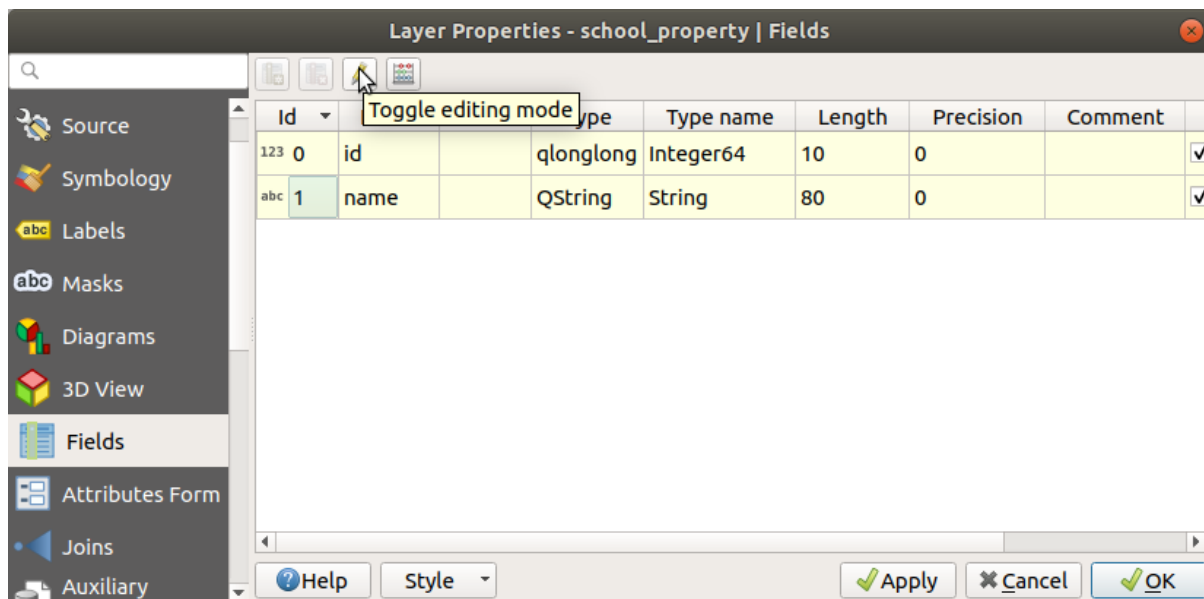 Layer Properties - school_property | Fields
Source
Symbology
abc Labels
abc Masks
Diagrams
3D View
Fields
Attributes Form
Joins
Auxiliary
Toggle editing mode
Id Type name Length Precision Comment
123 0 id qlonglong Integer64 10 0
abc 1 name QString String 80 0
Help Style Apply Cancel OK